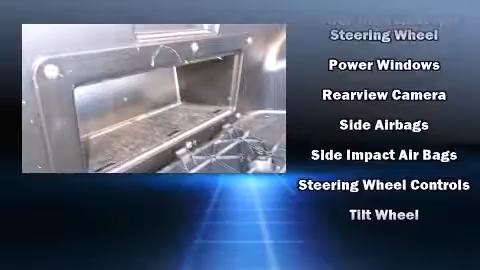 Steering Wheel
Power Windows
Rearview Camera
Side Airbags
Side Impact Air Bags
Steering Wheel Controls
Tilt Wheel